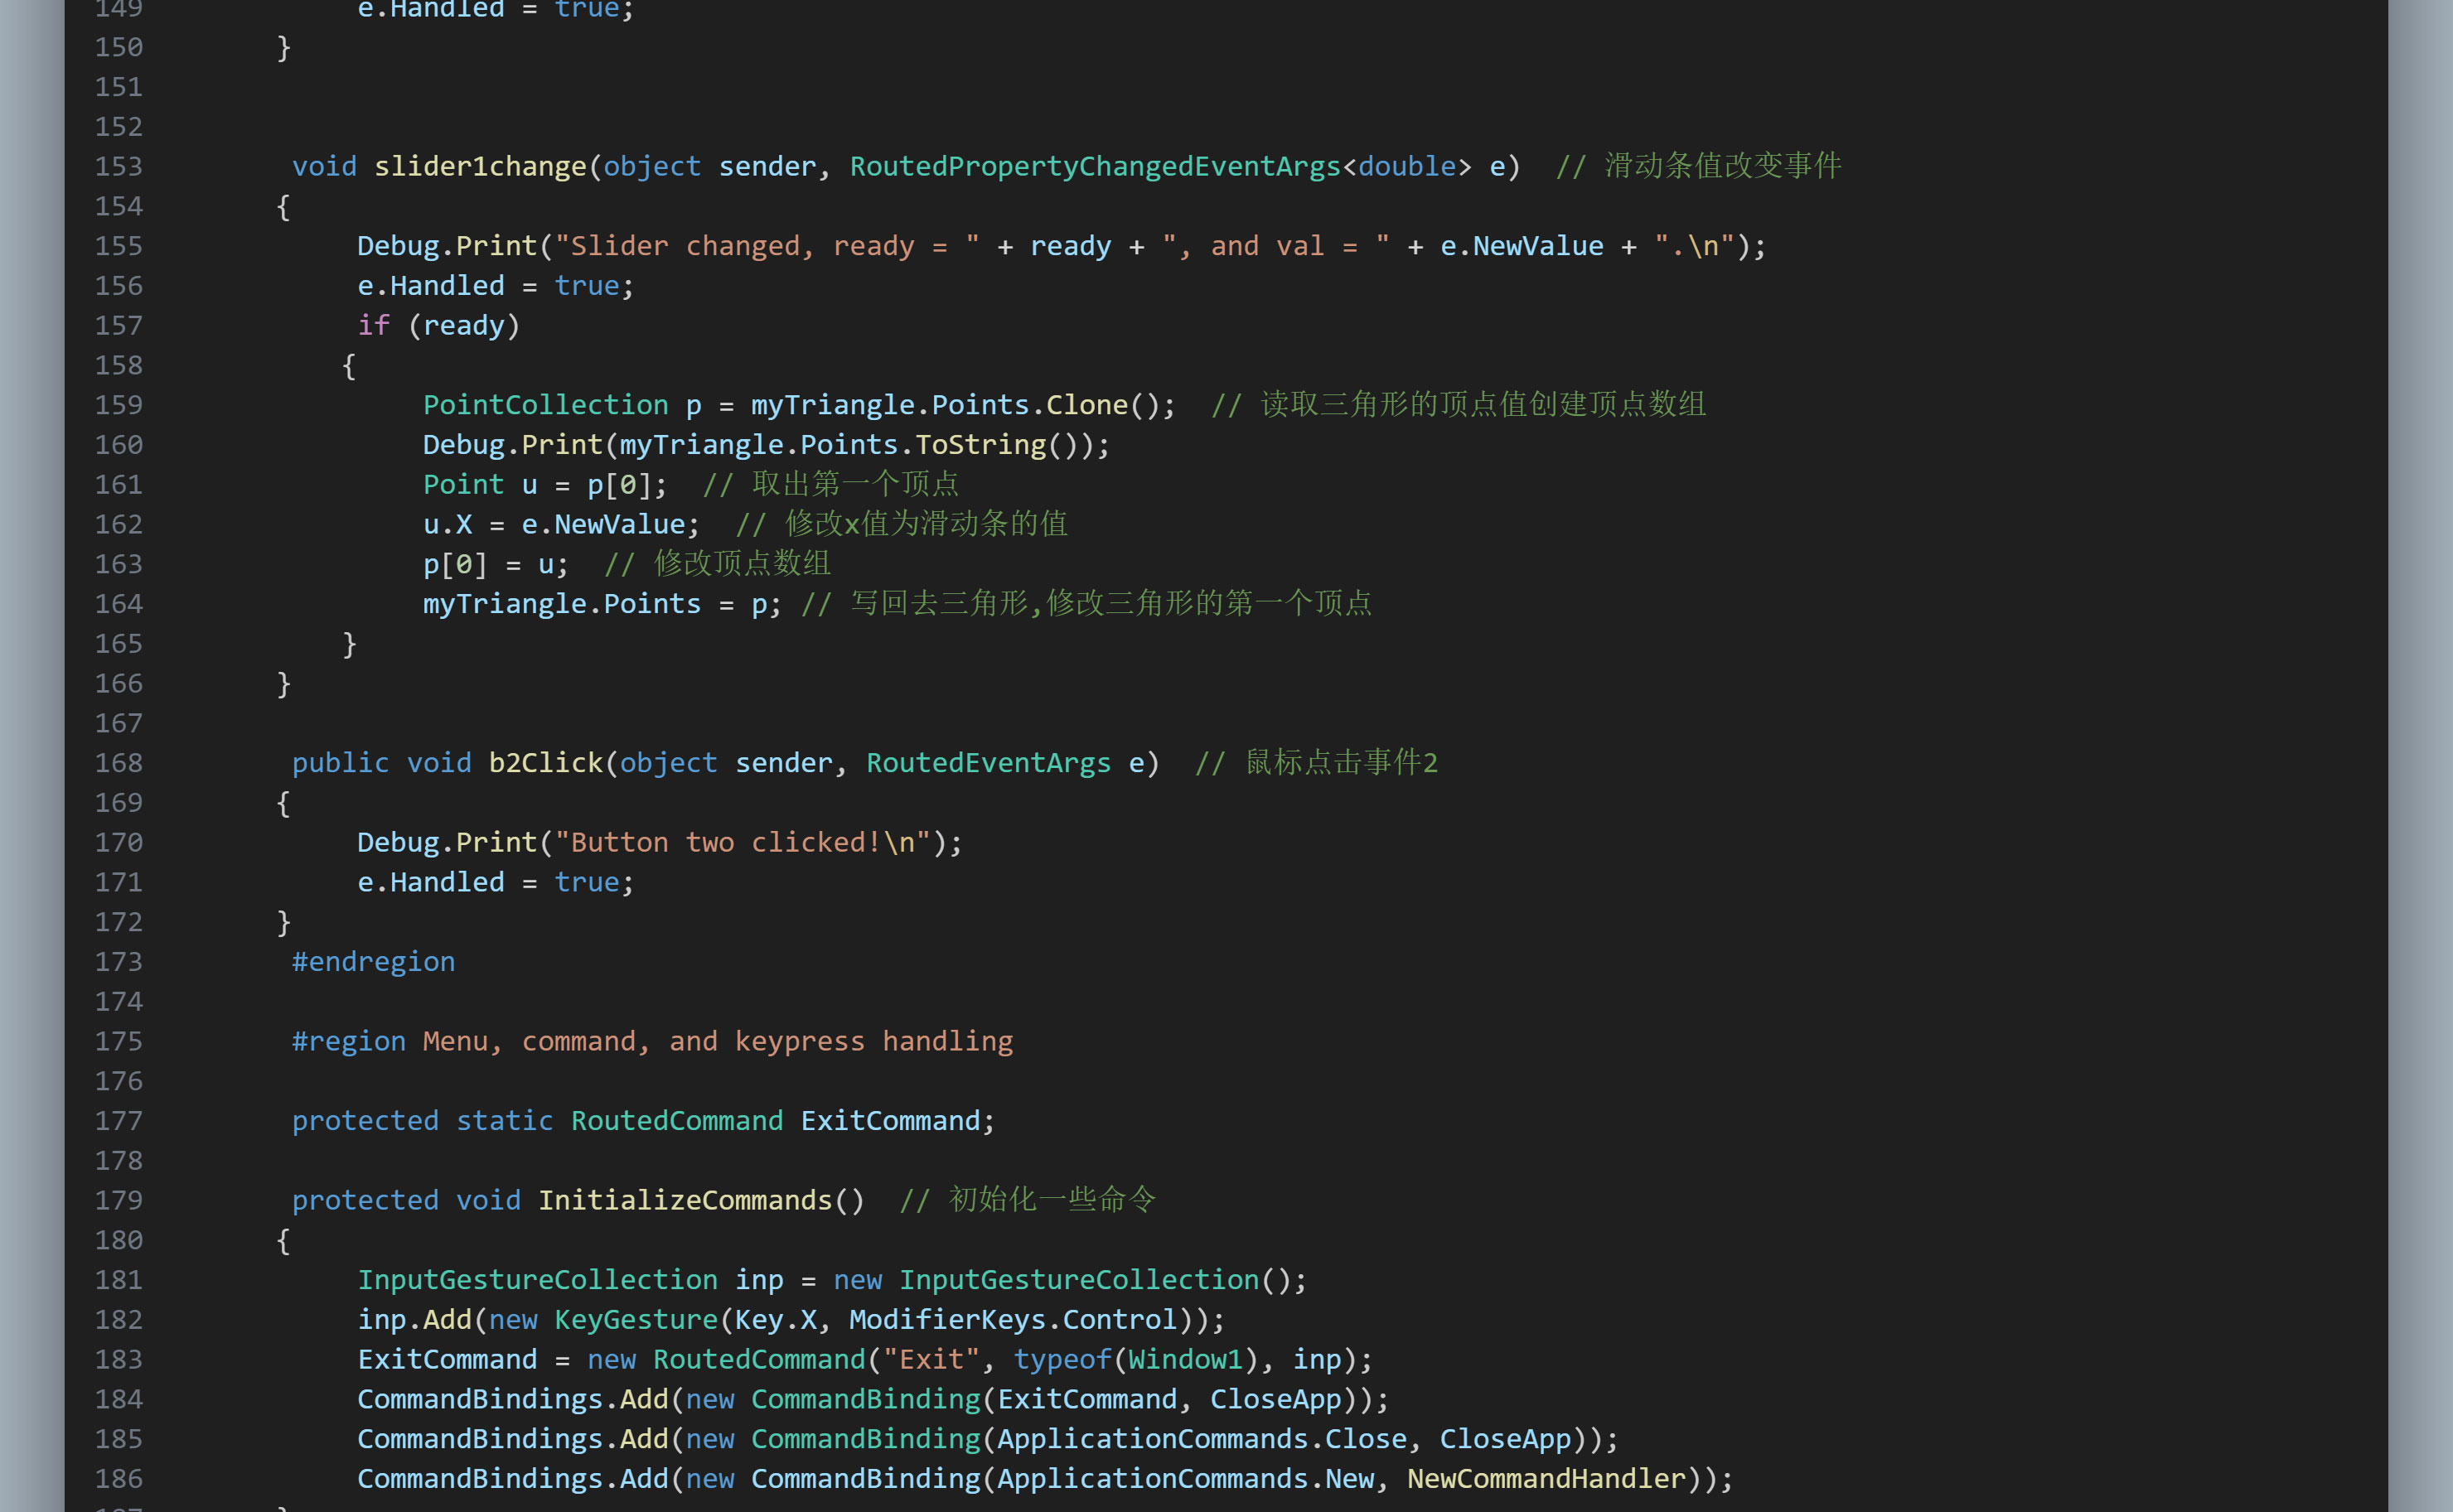 149 e.Handled = true;
150 }
151
152
153 void slider1change(object sender, RoutedPropertyChangedEventArgs<double> e)  // 滑动条值改变事件
154 {
155 Debug.Print("Slider changed, ready = " + ready + ", and val = " + e.NewValue + ".\n");
156 e.Handled = true;
157 if (ready)
158 {
159 PointCollection p = myTriangle.Points.Clone();  // 读取三角形的顶点值创建顶点数组
160 Debug.Print(myTriangle.Points.ToString());
161 Point u = p[0];  // 取出第一个顶点
162 u.X = e.NewValue;  // 修改x值为滑动条的值
163 p[0] = u;  // 修改顶点数组
164 myTriangle.Points = p; // 写回去三角形,修改三角形的第一个顶点
165 }
166 }
167
168 public void b2Click(object sender, RoutedEventArgs e)  // 鼠标点击事件2
169 {
170 Debug.Print("Button two clicked!\n");
171 e.Handled = true;
172 }
173 #endregion
174
175 #region Menu, command, and keypress handling
176
177 protected static RoutedCommand ExitCommand;
178
179 protected void InitializeCommands()  // 初始化一些命令
180 {
181 InputGestureCollection inp = new InputGestureCollection();
182 inp.Add(new KeyGesture(Key.X, ModifierKeys.Control));
183 ExitCommand = new RoutedCommand("Exit", typeof(Window1), inp);
184 CommandBindings.Add(new CommandBinding(ExitCommand, CloseApp));
185 CommandBindings.Add(new CommandBinding(ApplicationCommands.Close, CloseApp));
186 CommandBindings.Add(new CommandBinding(ApplicationCommands.New, NewCommandHandler));